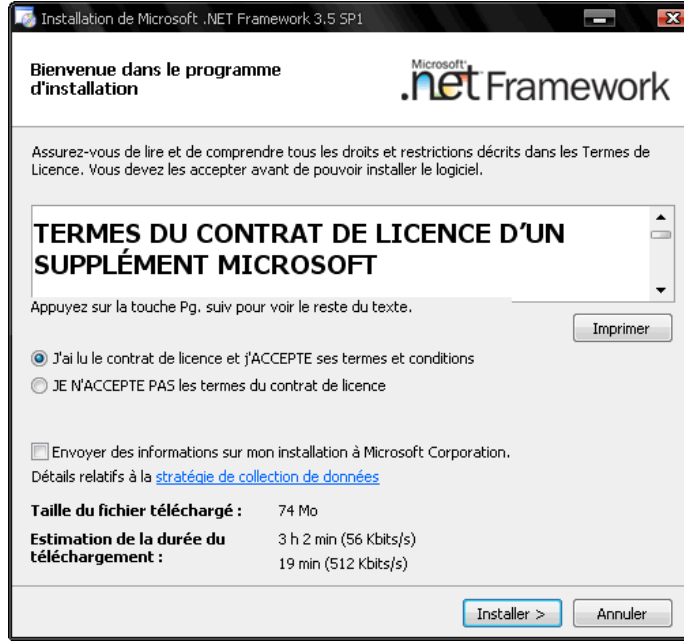 Installation de Microsoft .NET Framework 3.5 SP1
Bienvenue dans le programme
d'installation
Microsoft
.net Framework
Assurez-vous de lire et de comprendre tous les droits et restrictions décrits dans les Termes de
Licence. Vous devez les accepter avant de pouvoir installer le logiciel.
TERMES DU CONTRAT DE LICENCE D’UN
SUPPLÉMENT MICROSOFT
Appuyez sur la touche Pg. suiv pour voir le reste du texte.
Imprimer
J'ai lu le contrat de licence et j'ACCEPTE ses termes et conditions
JE N'ACCEPTE PAS les termes du contrat de licence
Envoyer des informations sur mon installation à Microsoft Corporation.
Détails relatifs à la stratégie de collection de données
Taille du fichier téléchargé : 74 Mo
Estimation de la durée du 3 h 2 min (56 Kbits/s)
téléchargement : 19 min (512 Kbits/s)
Installer > Annuler